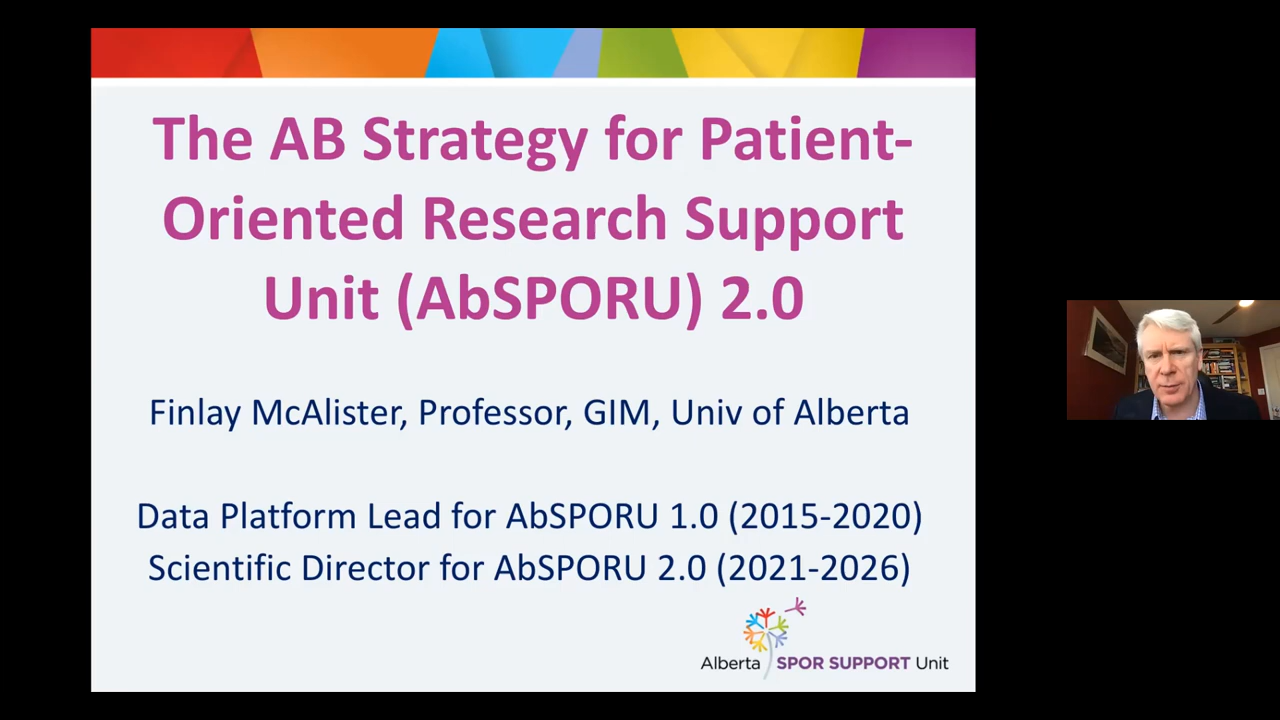 The AB Strategy for Patient-
Oriented Research Support
Unit (AbSPORU) 2.0
Finlay McAlister, Professor, GIM, Univ of Alberta
Data Platform Lead for AbSPORU 1.0 (2015-2020)
Scientific Director for AbSPORU 2.0 (2021-2026)
Alberta SPOR SUPPORT Unit